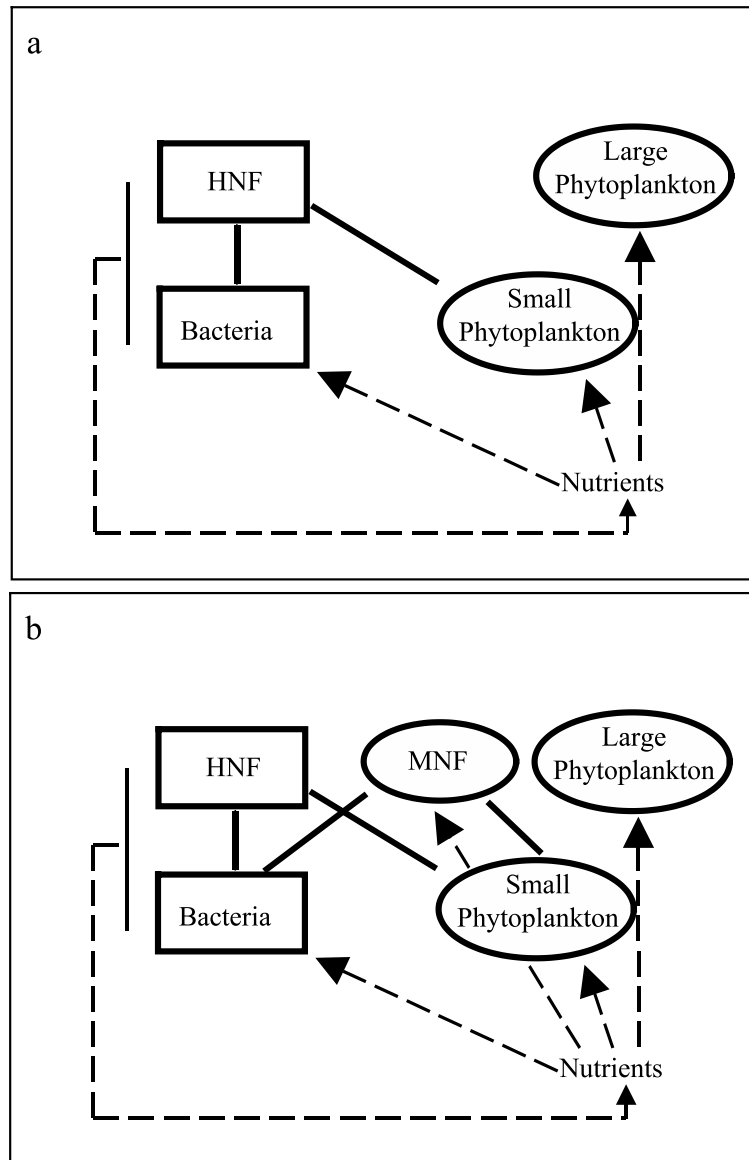 a
HNF
Large
Phytoplankton
Bacteria
Small
Phytoplankton
Nutrients
b
HNF
MNF
Large
Phytoplankton
Bacteria
Small
Phytoplankton
Nutrients